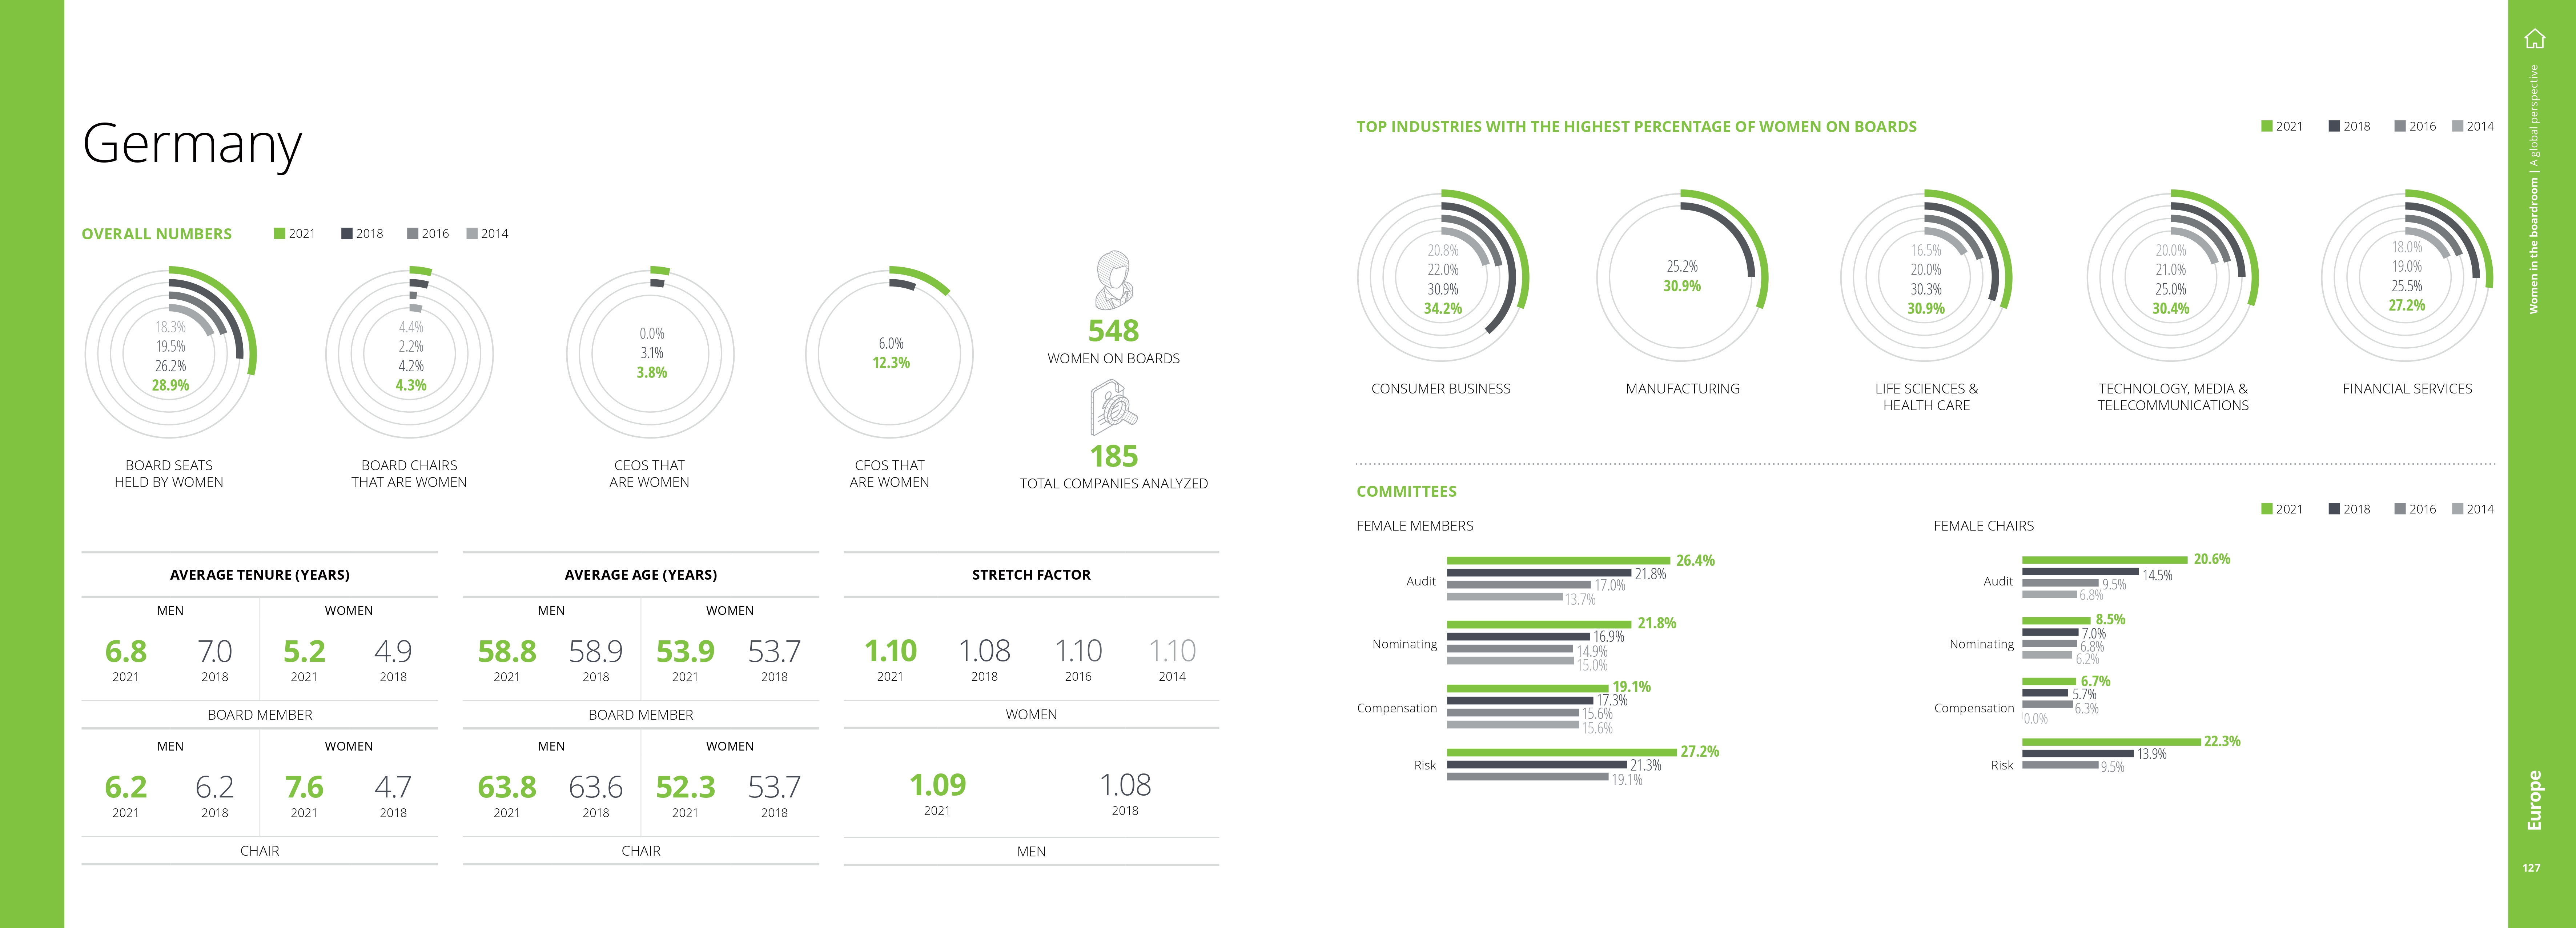 Germany
OVERALL NUMBERS
2021
2018
2016
2014
18.3%
19.5%
26.2%
28.9%
BOARD SEATS
HELD BY WOMEN
4.4%
2.2%
4.2%
4.3%
BOARD CHAIRS
THAT ARE WOMEN
0.0%
3.1%
3.8%
CEOS THAT
ARE WOMEN
6.0%
12.3%
CFOS THAT
ARE WOMEN
548
WOMEN ON BOARDS
185
TOTAL COMPANIES ANALYZED
AVERAGE TENURE (YEARS)
MEN
WOMEN
6.8
7.0
5.2
4.9
2021
2018
2021
2018
BOARD MEMBER
MEN
WOMEN
6.2
6.2
7.6
4.7
2021
2018
2021
2018
CHAIR
AVERAGE AGE (YEARS)
MEN
WOMEN
58.8
58.9
53.9
53.7
2021
2018
2021
2018
BOARD MEMBER
MEN
WOMEN
63.8
63.6
52.3
53.7
2021
2018
2021
2018
CHAIR
STRETCH FACTOR
1.10
1.08
1.10
1.10
2021
2018
2016
2014
WOMEN
1.09
1.08
2021
2018
MEN
TOP INDUSTRIES WITH THE HIGHEST PERCENTAGE OF WOMEN ON BOARDS
2021
2018
2016
2014
20.8%
22.0%
30.9%
34.2%
CONSUMER BUSINESS
25.2%
30.9%
MANUFACTURING
16.5%
20.0%
30.3%
30.9%
LIFE SCIENCES &
HEALTH CARE
20.0%
21.0%
25.0%
30.4%
TECHNOLOGY, MEDIA &
TELECOMMUNICATIONS
18.0%
19.0%
25.5%
27.2%
FINANCIAL SERVICES
COMMITTEES
2021
2018
2016
2014
FEMALE MEMBERS
Audit
26.4%
21.8%
17.0%
13.7%
Nominating
21.8%
16.9%
14.9%
15.0%
Compensation
19.1%
17.3%
15.6%
15.6%
Risk
27.2%
21.3%
19.1%
FEMALE CHAIRS
Audit
20.6%
14.5%
9.5%
6.8%
Nominating
8.5%
7.0%
6.8%
6.2%
Compensation
6.7%
5.7%
6.3%
0.0%
Risk
22.3%
13.9%
9.5%
Women in the boardroom | A global perspective
Europe
127